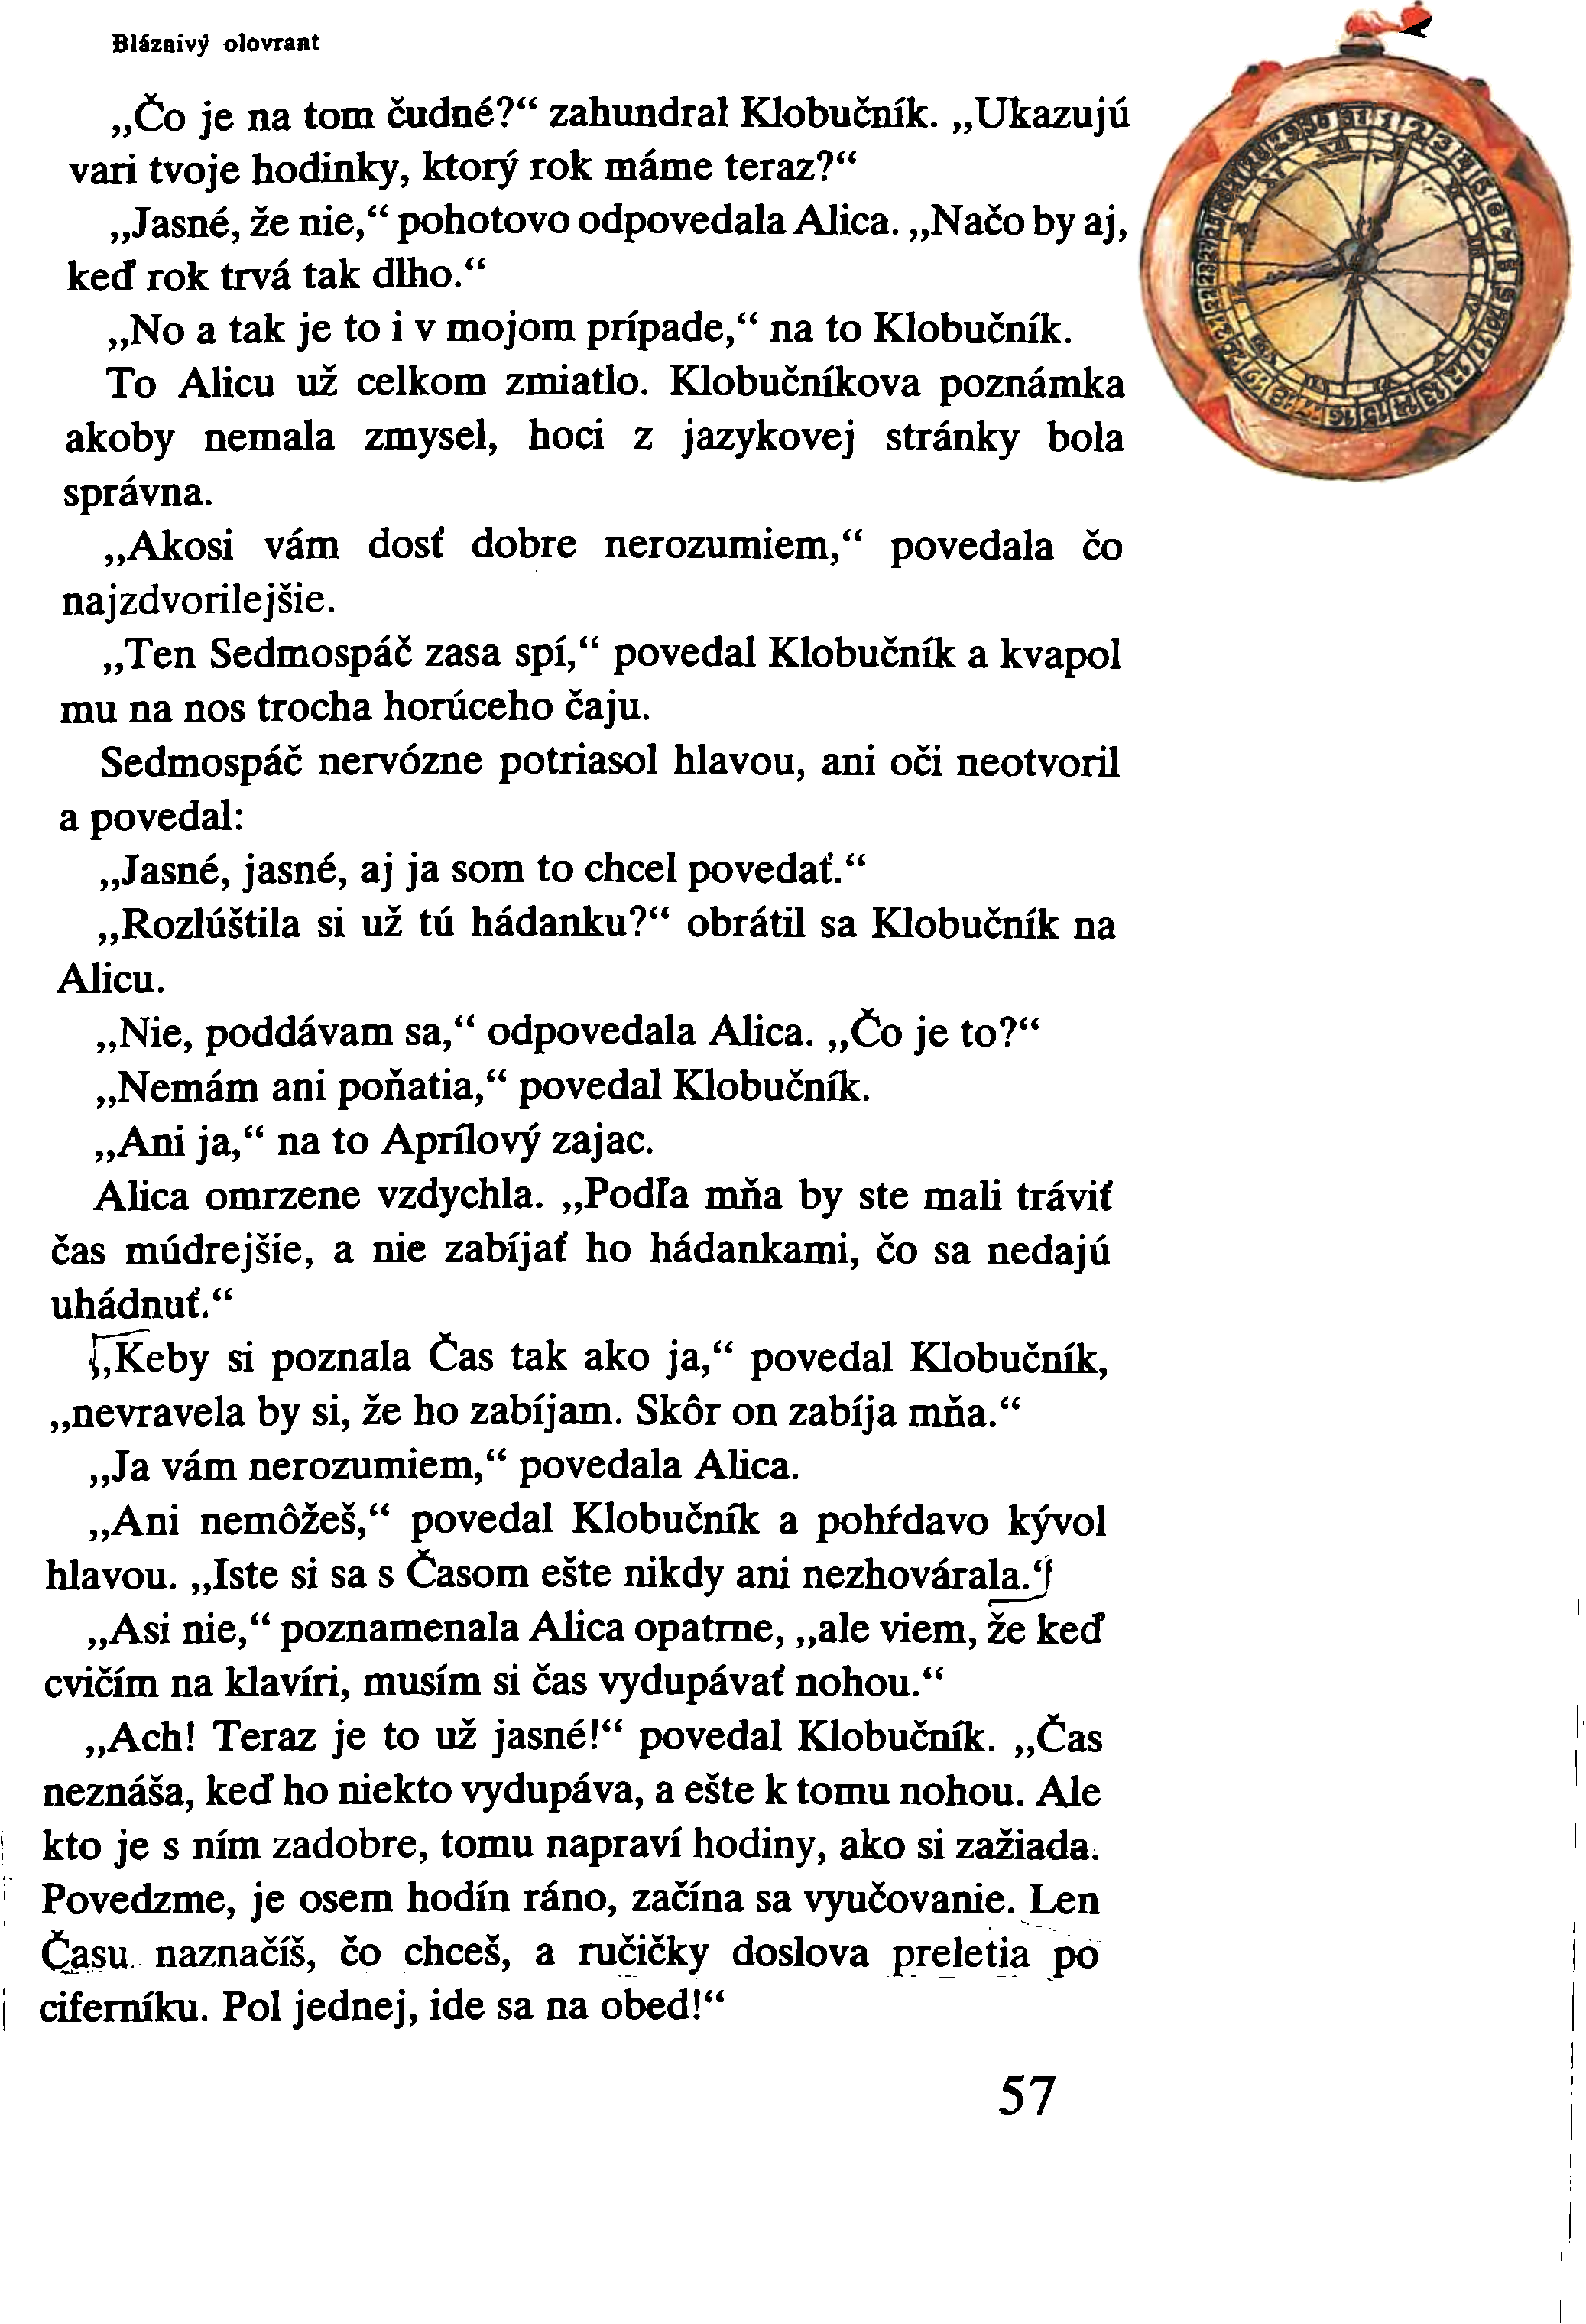 Bláznivý olovrant
„Čo je na tom čudné?“ zahundral Klobučník. „Ukazujú
vari tvoje hodinky, ktorý rok máme teraz?“
„Jasné, že nie,“ pohotovo odpovedala Alica. „Načo by aj,
keď rok trvá tak dlho.“
„No a tak je to i v mojom prípade,“ na to Klobučník.
To Alicu už celkom zmiatlo. Klobučníkova poznámka
akoby nemala zmysel, hoci z jazykovej stránky bola
správna.
„Akosi vám dosť dobre nerozumiem,“ povedala čo
najzdvorilejšie.
„Ten Sedmospáč zasa spí,“ povedal Klobučník a kvapol
mu na nos trocha horúceho čaju.
Sedmospáč nervózne potriasol hlavou, ani oči neotvoril
a povedal:
„Jasné, jasné, aj ja som to chcel povedať.“
„Rozlúštila si už tú hádanku?“ obrátil sa Klobučník na
Alicu.
„Nie, poddávam sa,“ odpovedala Alica. „Čo je to?“
„Nemám ani poňatia,“ povedal Klobučník.
„Ani ja,“ na to Aprílový zajac.
Alica omrzene vzdychla. „Podľa mňa by ste mali tráviť
čas múdrejšie, a nie zabíjať ho hádankami, čo sa nedajú
uhádnuť.“
„Keby si poznala Čas tak ako ja,“ povedal Klobučník,
„nevravela by si, že ho zabíjam. Skôr on zabíja mňa.“
„Ja vám nerozumiem,“ povedala Alica.
„Ani nemôžeš,“ povedal Klobučník a pohŕdavo kývol
hlavou. „Iste si sa s Časom ešte nikdy ani nezhovárala.“
„Asi nie,“ poznamenala Alica opatrne, „ale viem, že keď
cvičím na klavíri, musím si čas vydupávať nohou.“
„Ach! Teraz je to už jasné!“ povedal Klobučník. „Čas
neznáša, keď ho niekto vydupáva, a ešte k tomu nohou. Ale
kto je s ním zadobre, tomu napraví hodiny, ako si zažiada.
Povedzme, je osem hodín ráno, začína sa vyučovanie. Len
Času naznačíš, čo chceš, a ručičky doslova preletia po
ciferníku. Pol jednej, ide sa na obed!“
57